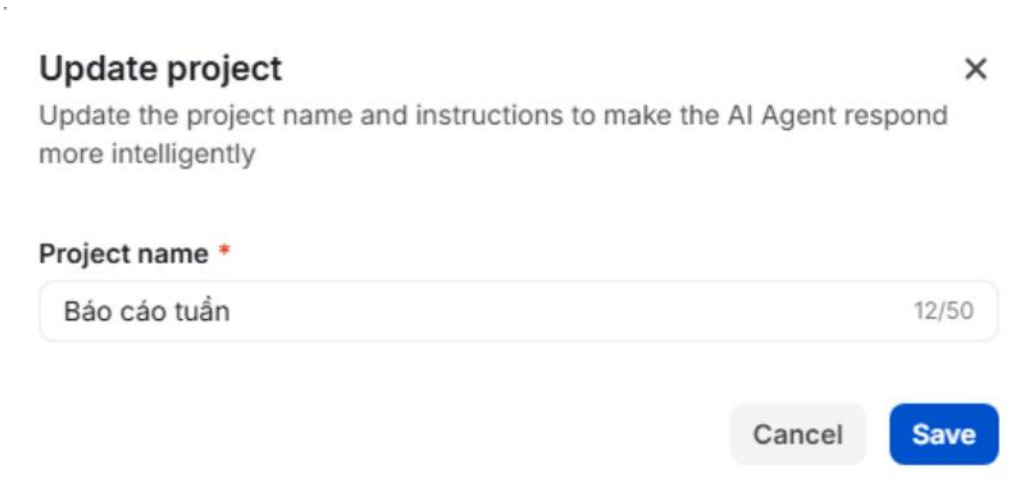 Update project
Update the project name and instructions to make the AI Agent respond
more intelligently
Project name *
Báo cáo tuẩn
12/50
Cancel
Save